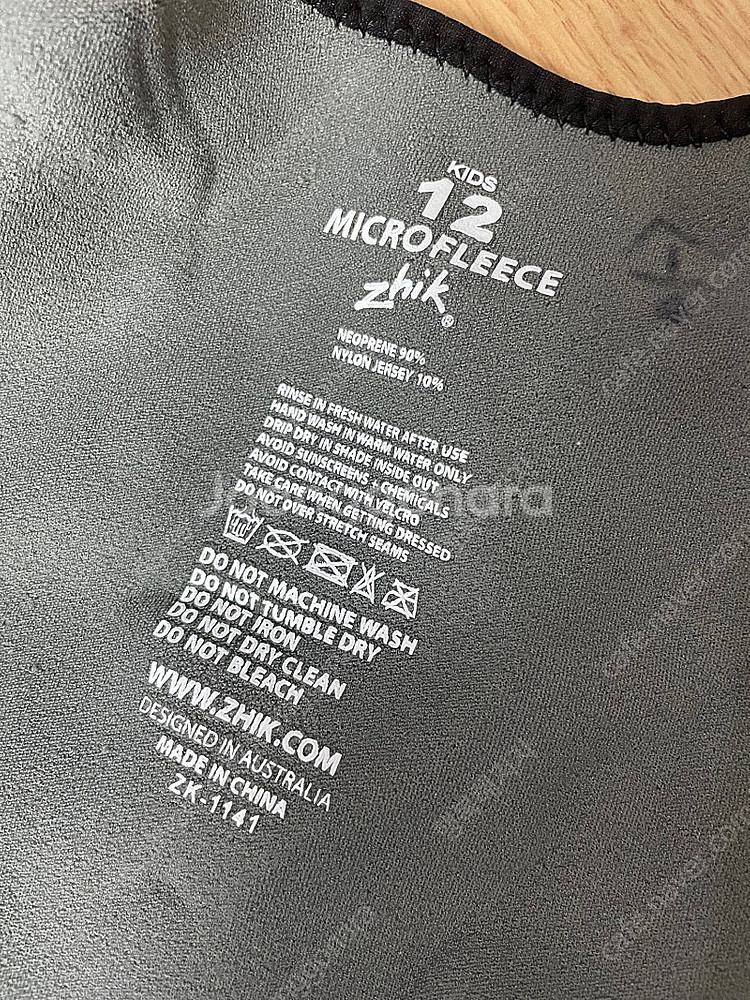 KIDS
12
MICROFLEECE
zhik®
NEOPRENE 90%
NYLON JERSEY 10%
RINSE IN FRESH WATER AFTER USE
HAND WASH IN WARM WATER ONLY
DRIP DRY IN SHADE INSIDE OUT
AVOID SUNSCREENS + CHEMICALS
AVOID CONTACT WITH VELCRO
TAKE CARE WHEN GETTING DRESSED
DO NOT OVER STRETCH SEAMS
40°
DO NOT MACHINE WASH
DO NOT TUMBLE DRY
DO NOT IRON
DO NOT DRY CLEAN
DO NOT BLEACH
WWW.ZHIK.COM
DESIGNED IN AUSTRALIA
MADE IN CHINA
ZK-1141